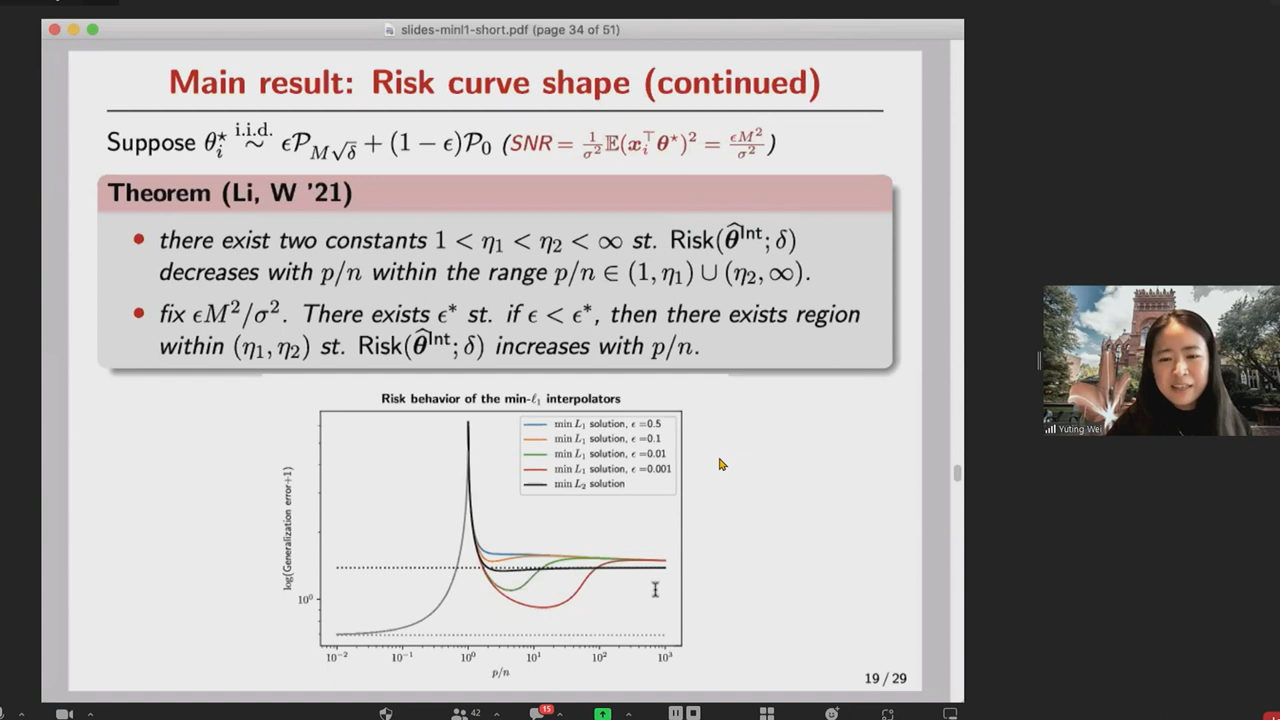 slides-minl1-short.pdf (page 34 of 51)
Main result: Risk curve shape (continued)
Suppose θ_i^⋆ i.i.d. ∼ ϵP_{M√δ} + (1 − ϵ)P_0 (SNR = 1/σ² E(x_i^⊤θ^⋆)² = ϵM²/σ²)
Theorem (Li, W '21)
• there exist two constants 1 < η₁ < η₂ < ∞ st. Risk(θ̂^Int; δ)
decreases with p/n within the range p/n ∈ (1, η₁) ∪ (η₂, ∞).
• fix ϵM²/σ². There exists ϵ* st. if ϵ < ϵ*, then there exists region
within (η₁, η₂) st. Risk(θ̂^Int; δ) increases with p/n.
Risk behavior of the min-ℓ₁ interpolators
min L₁ solution, ϵ =0.5
min L₁ solution, ϵ =0.1
min L₁ solution, ϵ =0.01
min L₁ solution, ϵ =0.001
min L₂ solution
log(Generalization error+1)
10⁰
10⁻² 10⁻¹ 10⁰ 10¹ 10² 10³
p/n
19 / 29
Yuting Wei
42
15